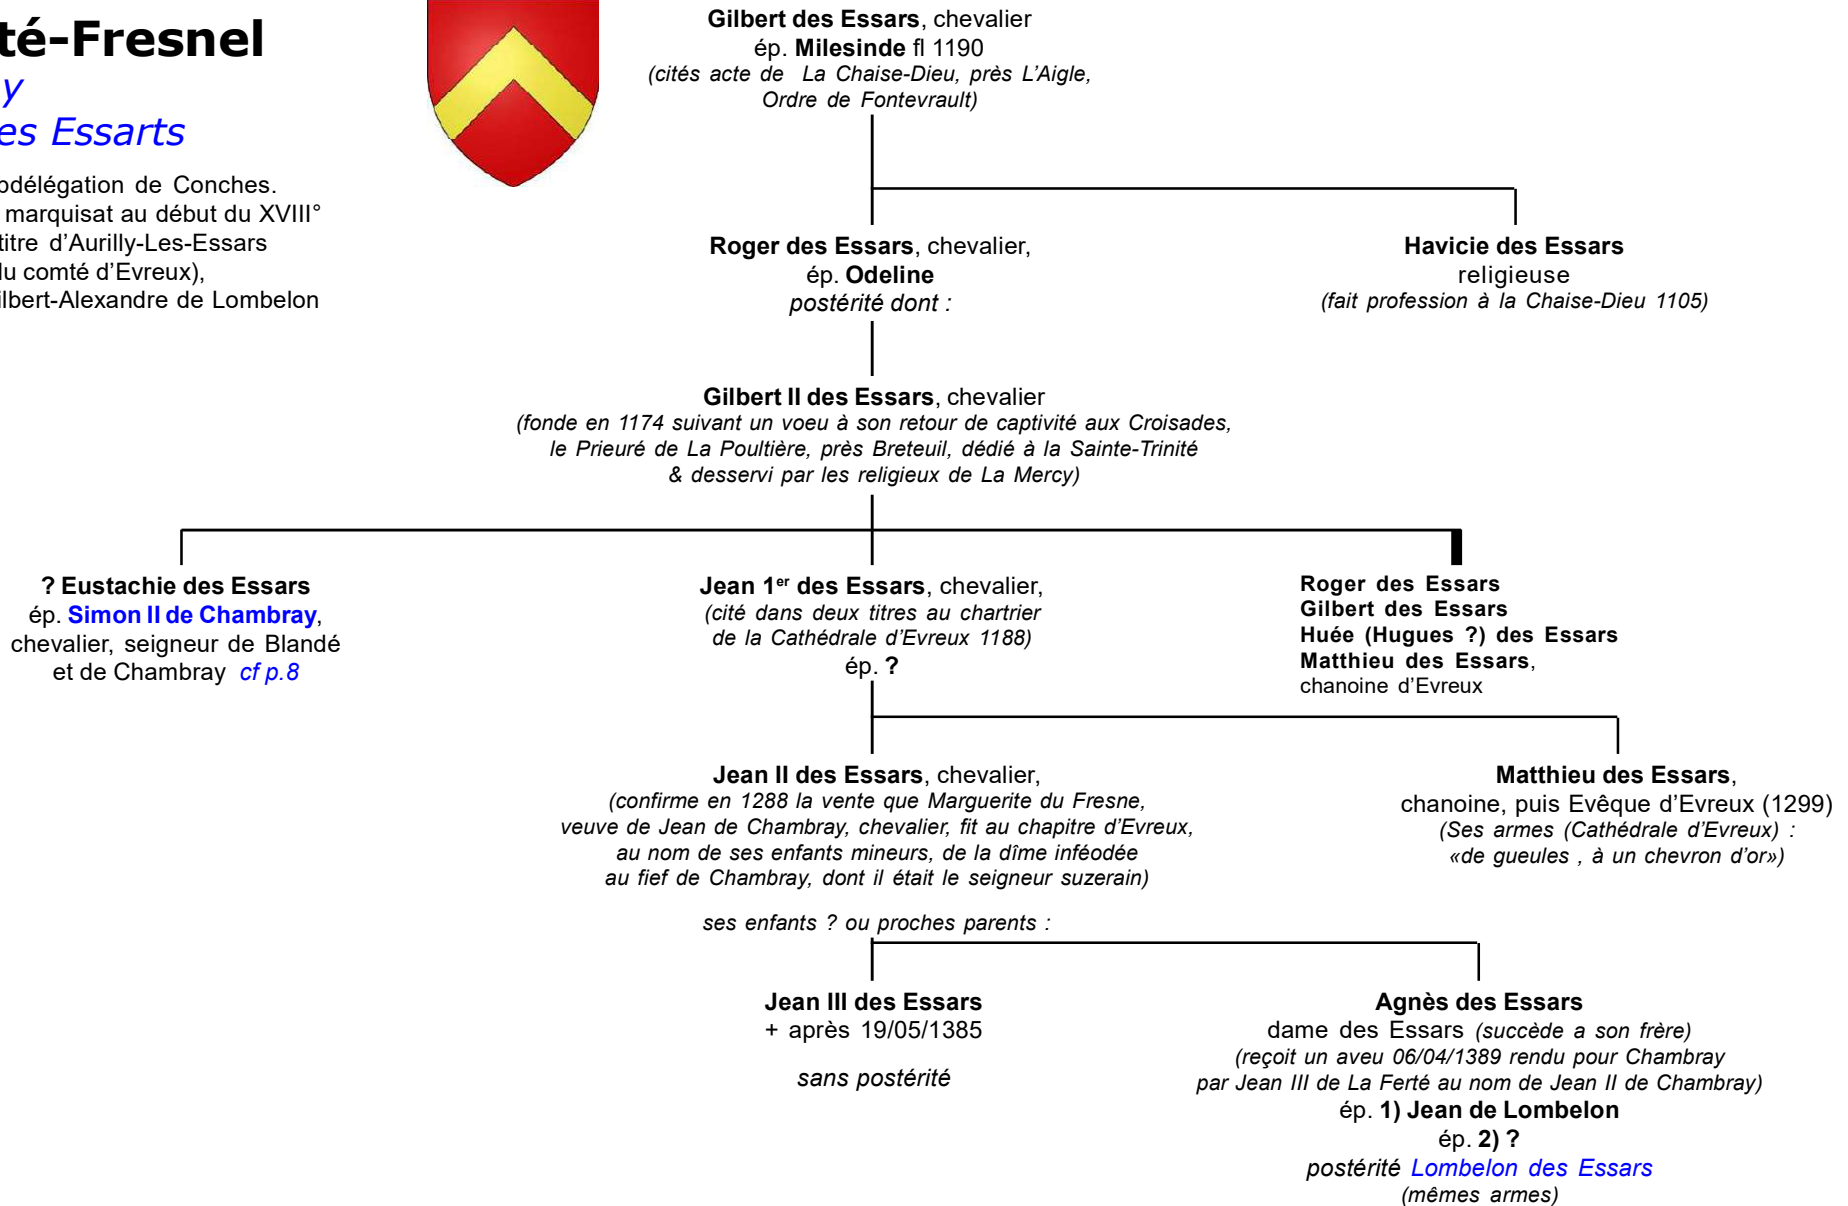 té-Fresnel
y
es Essarts
bdélégation de Conches.
marquisat au début du XVIII°
titre d'Aurilly-Les-Essars
du comté d'Evreux),
ilbert-Alexandre de Lombelon
Gilbert des Essars, chevalier
ép. Milesinde fl 1190
(cités acte de La Chaise-Dieu, près L'Aigle,
Ordre de Fontevrault)
Roger des Essars, chevalier,
ép. Odeline
postérité dont :
Havicie des Essars
religieuse
(fait profession à la Chaise-Dieu 1105)
Gilbert II des Essars, chevalier
(fonde en 1174 suivant un voeu à son retour de captivité aux Croisades,
le Prieuré de La Poultière, près Breteuil, dédié à la Sainte-Trinité
& desservi par les religieux de La Mercy)
? Eustachie des Essars
ép. Simon II de Chambray,
chevalier, seigneur de Blandé
et de Chambray cf p.8
Jean 1er des Essars, chevalier,
(cité dans deux titres au chartrier
de la Cathédrale d'Evreux 1188)
ép. ?
Roger des Essars
Gilbert des Essars
Huée (Hugues ?) des Essars
Matthieu des Essars,
chanoine d'Evreux
Jean II des Essars, chevalier,
(confirme en 1288 la vente que Marguerite du Fresne,
veuve de Jean de Chambray, chevalier, fit au chapitre d'Evreux,
au nom de ses enfants mineurs, de la dîme inféodée
au fief de Chambray, dont il était le seigneur suzerain)
ses enfants ? ou proches parents :
Matthieu des Essars,
chanoine, puis Evêque d'Evreux (1299)
(Ses armes (Cathédrale d'Evreux) :
«de gueules , à un chevron d'or»)
Jean III des Essars
+ après 19/05/1385
sans postérité
Agnès des Essars
dame des Essars (succède a son frère)
(reçoit un aveu 06/04/1389 rendu pour Chambray
par Jean III de La Ferté au nom de Jean II de Chambray)
ép. 1) Jean de Lombelon
ép. 2) ?
postérité Lombelon des Essars
(mêmes armes)